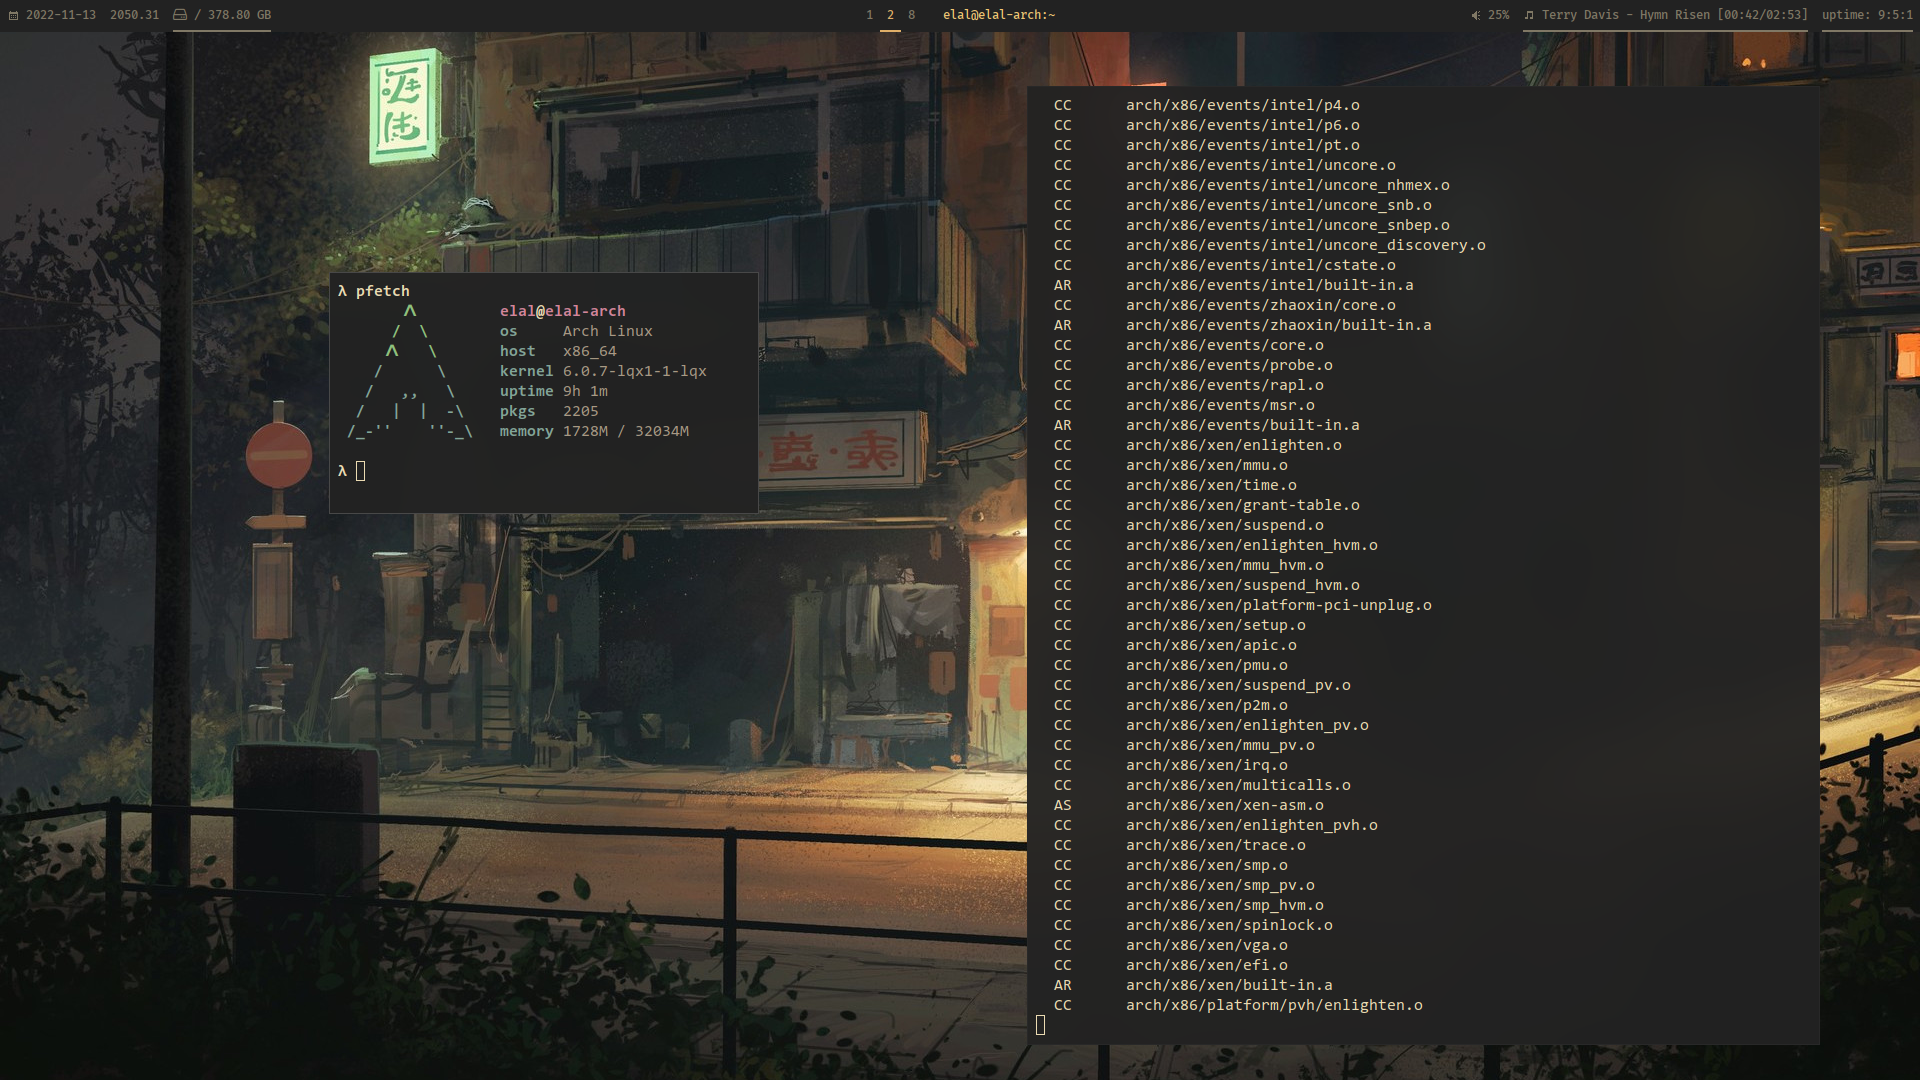 2022-11-13 2050.31 / 378.80 GB
1 2 8 elal@elal-arch:~
25% Terry Davis - Hymn Risen [00:42/02:53] uptime: 9:5:1
λ pfetch
elal@elal-arch
os Arch Linux
host x86_64
kernel 6.0.7-lqx1-1-lqx
uptime 9h 1m
pkgs 2205
memory 1728M / 32034M
λ
CC arch/x86/events/intel/p4.o
CC arch/x86/events/intel/p6.o
CC arch/x86/events/intel/pt.o
CC arch/x86/events/intel/uncore.o
CC arch/x86/events/intel/uncore_nhmex.o
CC arch/x86/events/intel/uncore_snb.o
CC arch/x86/events/intel/uncore_snbep.o
CC arch/x86/events/intel/uncore_discovery.o
CC arch/x86/events/intel/cstate.o
AR arch/x86/events/intel/built-in.a
CC arch/x86/events/zhaoxin/core.o
AR arch/x86/events/zhaoxin/built-in.a
CC arch/x86/events/core.o
CC arch/x86/events/probe.o
CC arch/x86/events/rapl.o
CC arch/x86/events/msr.o
AR arch/x86/events/built-in.a
CC arch/x86/xen/enlighten.o
CC arch/x86/xen/mmu.o
CC arch/x86/xen/time.o
CC arch/x86/xen/grant-table.o
CC arch/x86/xen/suspend.o
CC arch/x86/xen/enlighten_hvm.o
CC arch/x86/xen/mmu_hvm.o
CC arch/x86/xen/suspend_hvm.o
CC arch/x86/xen/platform-pci-unplug.o
CC arch/x86/xen/setup.o
CC arch/x86/xen/apic.o
CC arch/x86/xen/pmu.o
CC arch/x86/xen/suspend_pv.o
CC arch/x86/xen/p2m.o
CC arch/x86/xen/enlighten_pv.o
CC arch/x86/xen/mmu_pv.o
CC arch/x86/xen/irq.o
CC arch/x86/xen/multicalls.o
AS arch/x86/xen/xen-asm.o
CC arch/x86/xen/enlighten_pvh.o
CC arch/x86/xen/trace.o
CC arch/x86/xen/smp.o
CC arch/x86/xen/smp_pv.o
CC arch/x86/xen/smp_hvm.o
CC arch/x86/xen/spinlock.o
CC arch/x86/xen/vga.o
CC arch/x86/xen/efi.o
AR arch/x86/xen/built-in.a
CC arch/x86/platform/pvh/enlighten.o